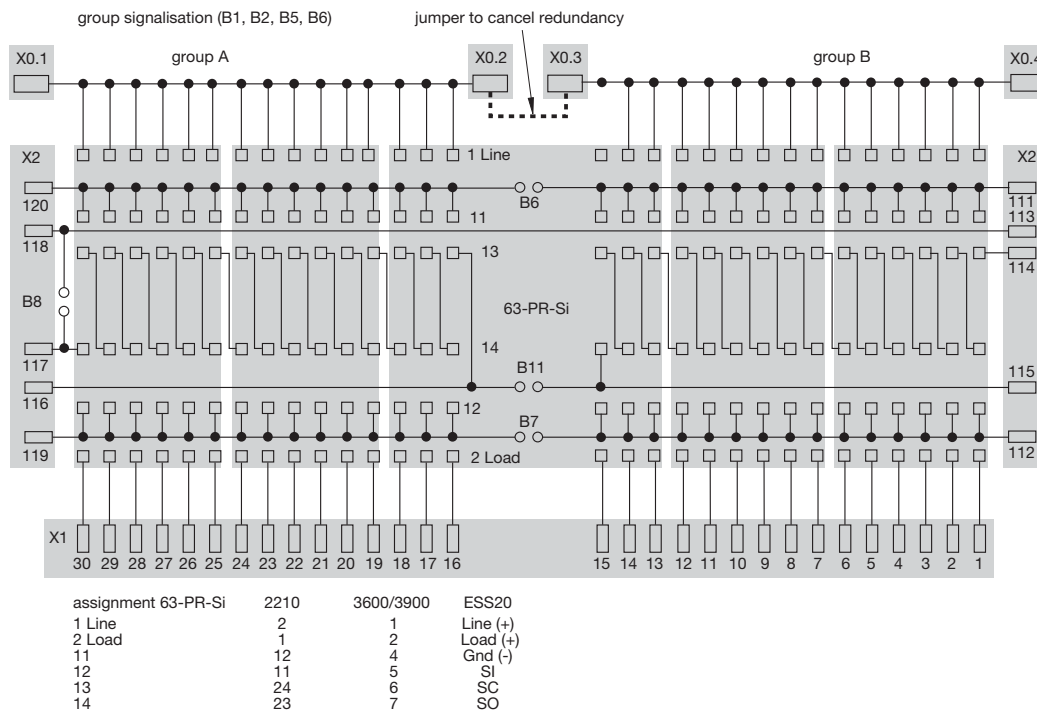 group signalisation (B1, B2, B5, B6)
jumper to cancel redundancy
X0.1
group A
X0.2
X0.3
group B
X0.4
X2
1 Line
X2
120
B6
111
11
113
118
13
114
B8
63-PR-Si
14
117
B11
115
116
12
B7
119
2 Load
112
X1
30 29 28 27 26 25 24 23 22 21 20 19 18 17 16 15 14 13 12 11 10 9 8 7 6 5 4 3 2 1
assignment 63-PR-Si 2210 3600/3900 ESS20
1 Line 2 1 Line (+)
2 Load 1 2 Load (+)
11 12 4 Gnd (-)
12 11 5 SI
13 24 6 SC
14 23 7 SO